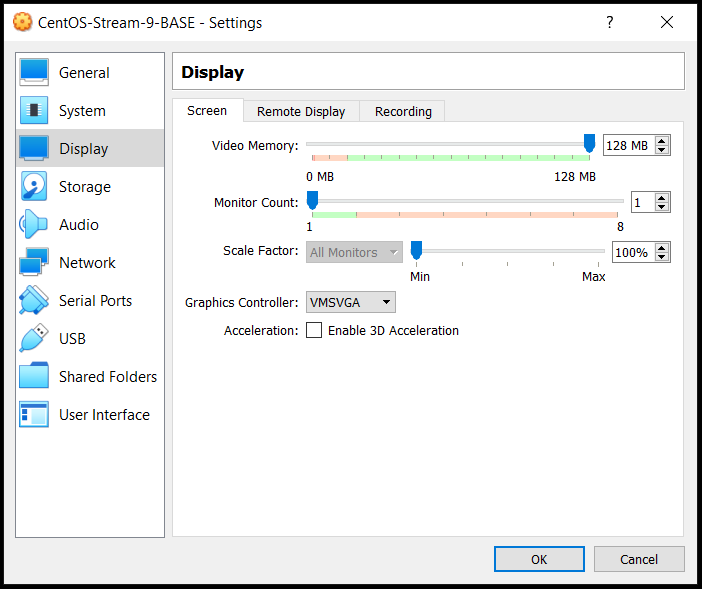 CentOS-Stream-9-BASE - Settings
?
General
System
Display
Storage
Audio
Network
Serial Ports
USB
Shared Folders
User Interface
Display
Screen
Remote Display
Recording
Video Memory:
128 MB
0 MB
128 MB
Monitor Count:
1
1
8
Scale Factor:
All Monitors
100%
Min
Max
Graphics Controller:
VMSVGA
Acceleration:
Enable 3D Acceleration
OK
Cancel